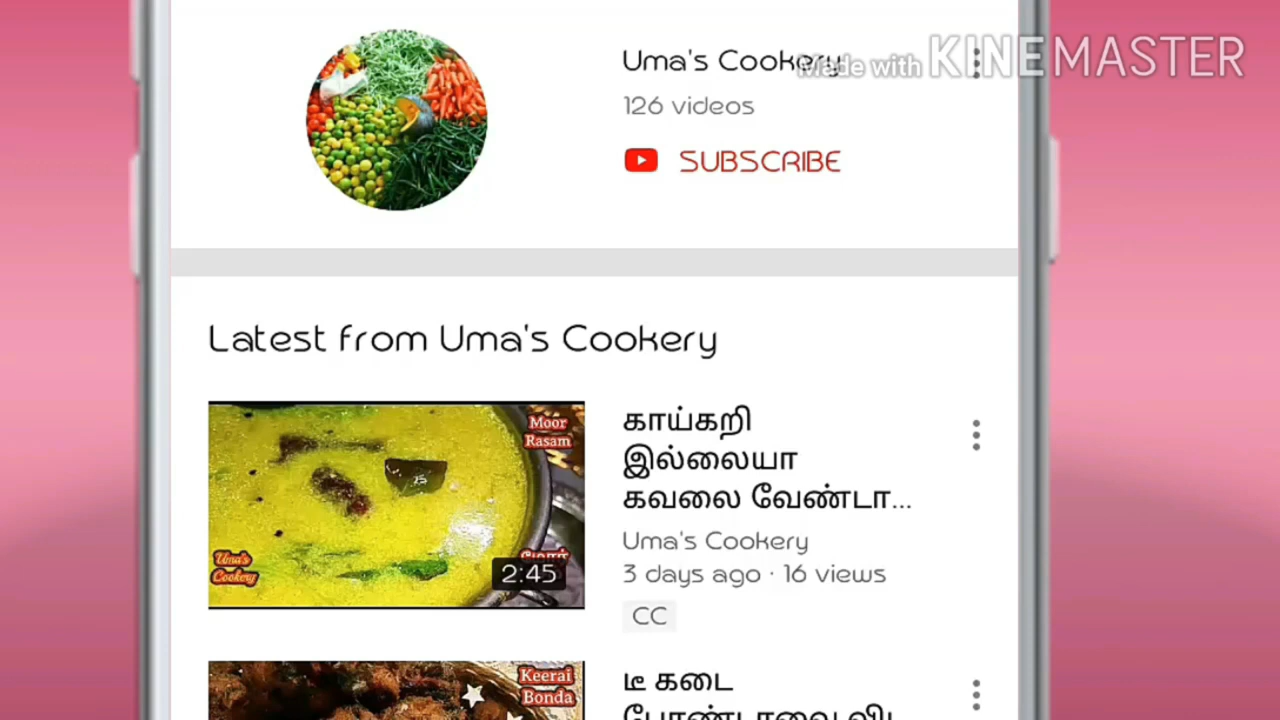 Uma's Cookery
Made with KINEMASTER
126 videos
SUBSCRIBE
Latest from Uma's Cookery
Moor
Rasam
Uma's
Cookery
மோர்
2:45
காய்கறி
இல்லையா
கவலை வேண்டா...
Uma's Cookery
3 days ago · 16 views
CC
Keerai
Bonda
டீ கடை